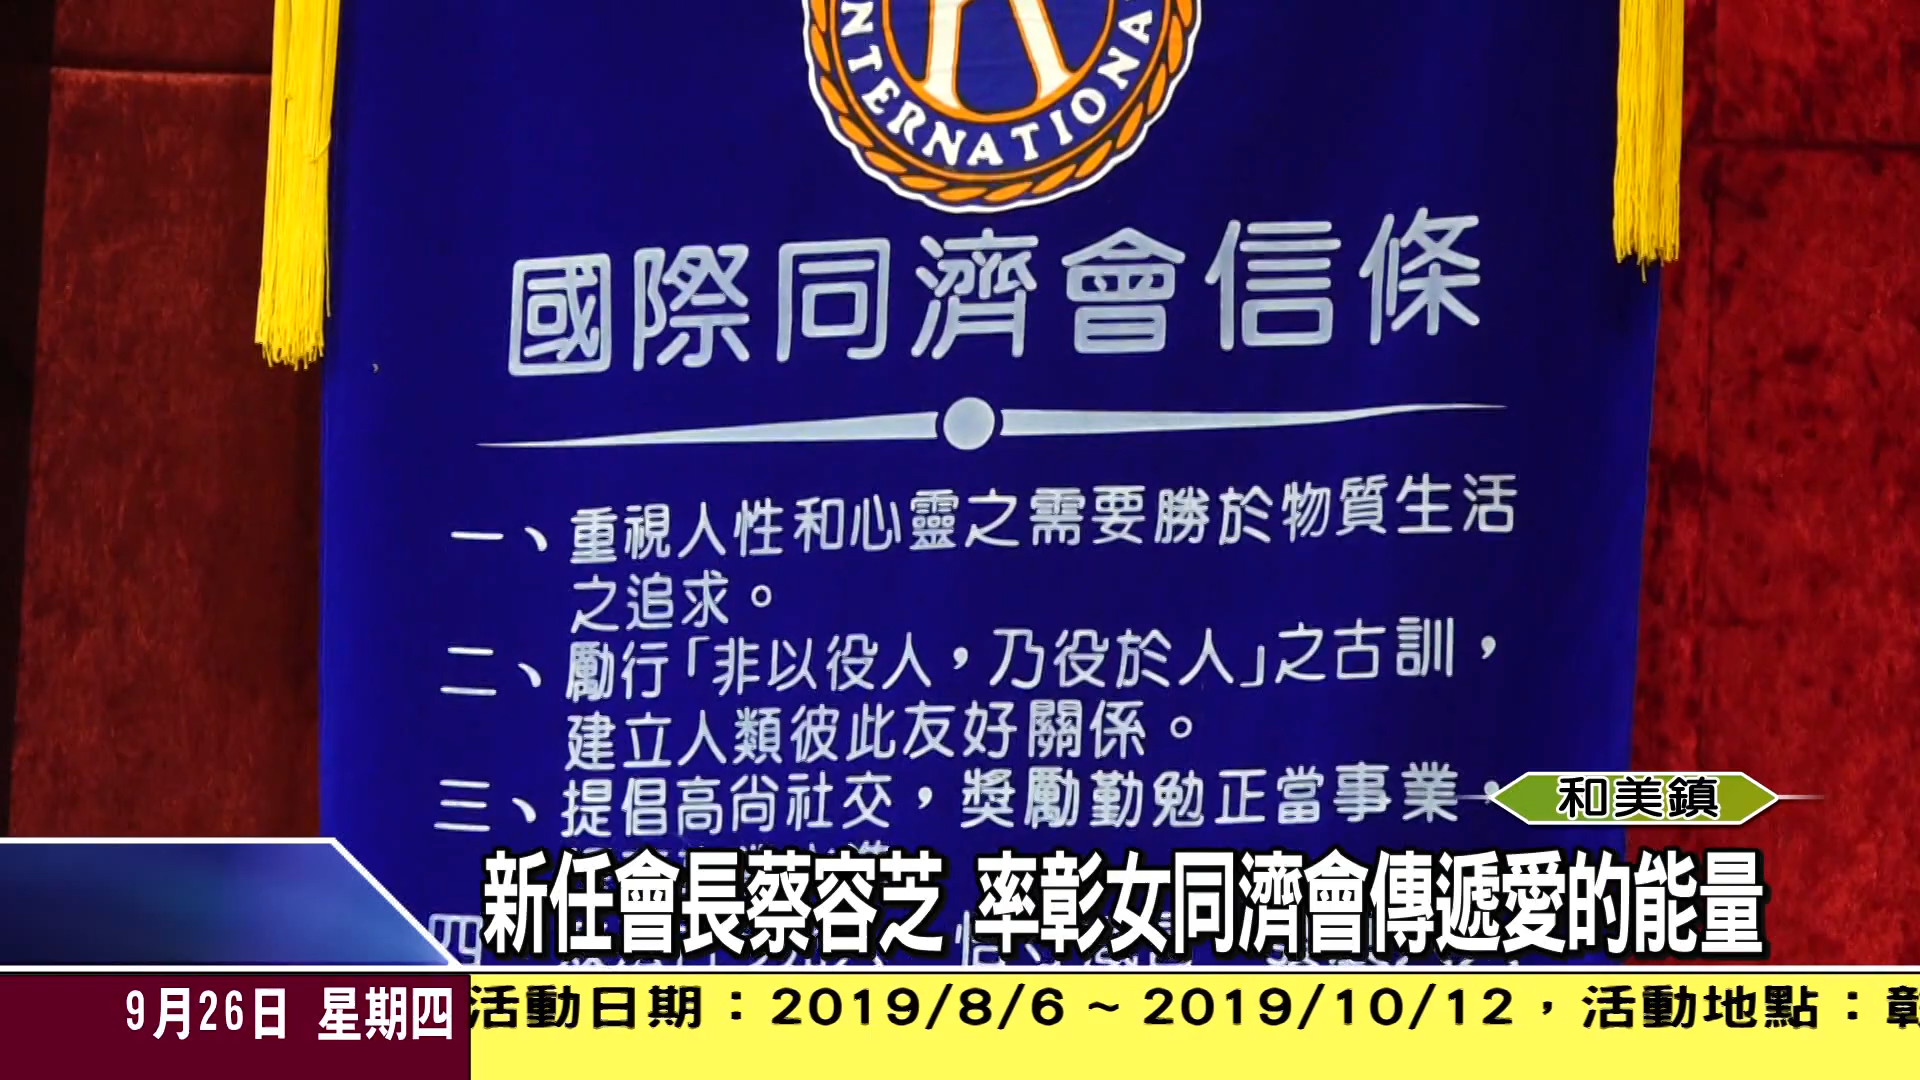 INTERNATIONA
國際同濟會信條
一、重視人性和心靈之需要勝於物質生活
之追求。
二、勵行「非以役人，乃役於人」之古訓，
建立人類彼此友好關係。
三、提倡高尚社交，獎勵勤勉正當事業，
和美鎮
四
新任會長蔡容芝 率彰女同濟會傳遞愛的能量
9月26日 星期四
活動日期：2019/8/6～2019/10/12，活動地點：彰